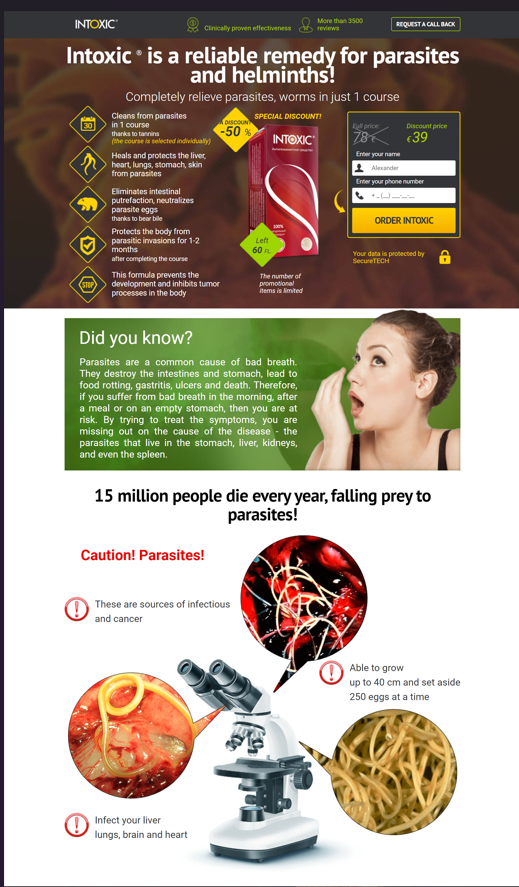 INTOXIC™
Clinically proven effectiveness
More than 3500
reviews
REQUEST A CALL BACK
Intoxic ® is a reliable remedy for parasites
and helminths!
Completely relieve parasites, worms in just 1 course
30
Cleans from parasites
in 1 course
thanks to tannins
(the course is selected individually)
Heals and protects the liver,
heart, lungs, stomach, skin
from parasites
Eliminates intestinal
putrefaction, neutralizes
parasite eggs
thanks to bear bile
Protects the body from
parasitic invasions for 1-2
months
after completing the course
STOP
This formula prevents the
development and inhibits tumor
processes in the body
A DISCOUNT
-50 %
SPECIAL DISCOUNT!
INTOXIC
100%
Left
60
The number of
promotional
items is limited
Full price:
78 €
Discount price
€ 39
Enter your name
Alexander
Enter your phone number
ORDER INTOXIC
Your data is protected by
SecureTECH
Did you know?
Parasites are a common cause of bad breath.
They destroy the intestines and stomach, lead to
food rotting, gastritis, ulcers and death. Therefore,
if you suffer from bad breath in the morning, after
a meal or on an empty stomach, then you are at
risk. By trying to treat the symptoms, you are
missing out on the cause of the disease - the
parasites that live in the stomach, liver, kidneys,
and even the spleen.
15 million people die every year, falling prey to
parasites!
Caution! Parasites!
These are sources of infectious
and cancer
Able to grow
up to 40 cm and set aside
250 eggs at a time
Infect your liver
lungs, brain and heart